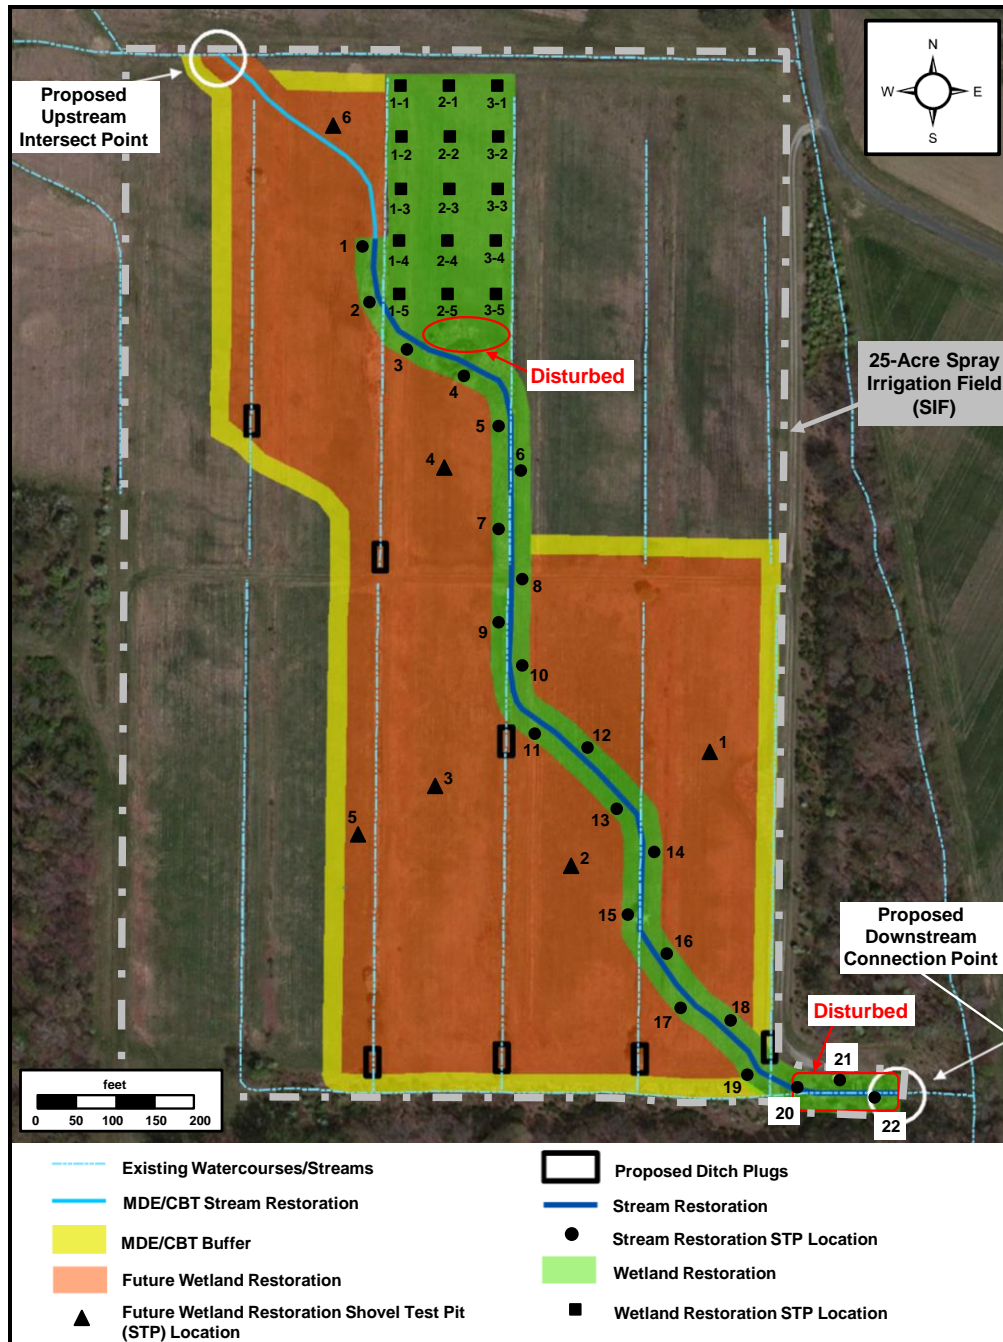 Proposed
Upstream
Intersect Point
N
W E
S
6
1-1 2-1 3-1
1-2 2-2 3-2
1-3 2-3 3-3
1-4 2-4 3-4
1-5 2-5 3-5
1
2
3
4
Disturbed
25-Acre Spray
Irrigation Field
(SIF)
5
4
6
7
8
9
10
11
12
1
3
13
5
14
2
15
16
Proposed
Downstream
Connection Point
17
18
Disturbed
19
20
21
22
feet
0 50 100 150 200
Existing Watercourses/Streams
MDE/CBT Stream Restoration
MDE/CBT Buffer
Future Wetland Restoration
Future Wetland Restoration Shovel Test Pit
(STP) Location
Proposed Ditch Plugs
Stream Restoration
Stream Restoration STP Location
Wetland Restoration
Wetland Restoration STP Location